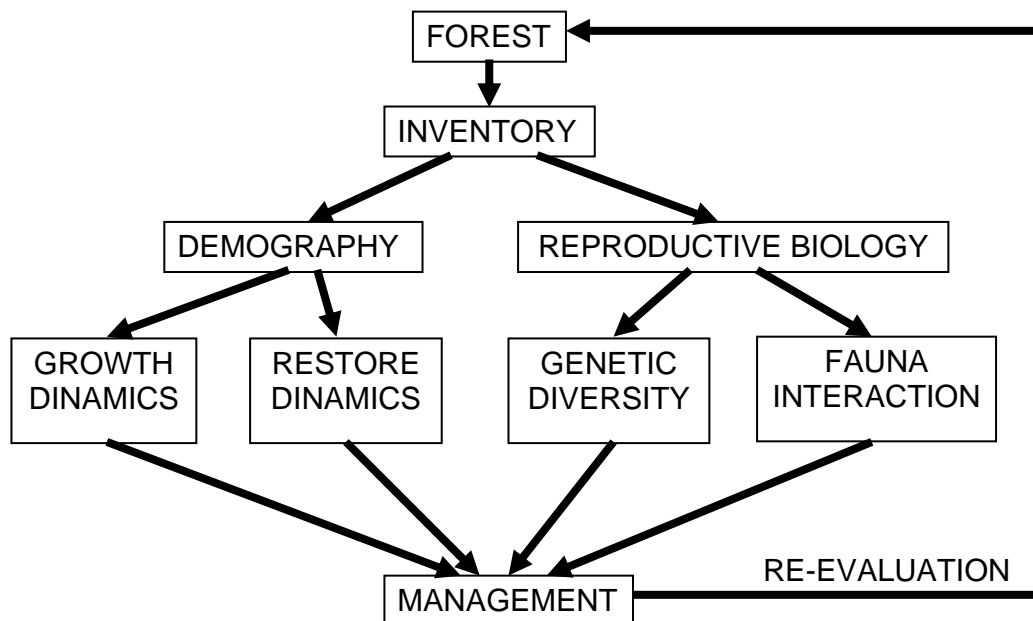 FOREST
INVENTORY
DEMOGRAPHY
REPRODUCTIVE BIOLOGY
GROWTH
DINAMICS
RESTORE
DINAMICS
GENETIC
DIVERSITY
FAUNA
INTERACTION
RE-EVALUATION
MANAGEMENT